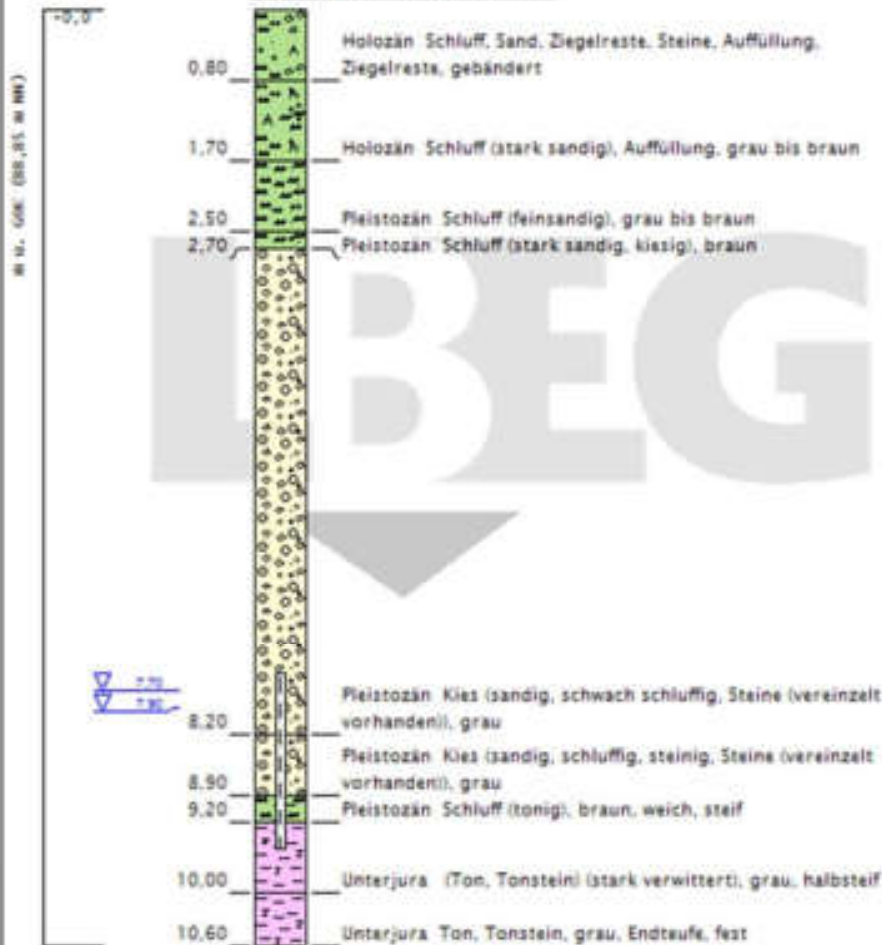 -0,0
m u. GOK (88,85 m NN)
0,80
Holozän Schluff, Sand, Ziegelreste, Steine, Auffüllung,
Ziegelreste, gebändert
1,70 Holozän Schluff (stark sandig), Auffüllung, grau bis braun
2,50 Pleistozän Schluff (feinsandig), grau bis braun
2,70 Pleistozän Schluff (stark sandig, kiesig), braun
LBEG
7,70
7,90
8,20
Pleistozän Kies (sandig, schwach schluffig, Steine (vereinzelt
vorhanden)), grau
8,90
Pleistozän Kies (sandig, schluffig, steinig, Steine (vereinzelt
vorhanden)), grau
9,20 Pleistozän Schluff (tonig), braun, weich, steif
10,00 Unterjura (Ton, Tonstein) (stark verwittert), grau, halbsteif
10,60 Unterjura Ton, Tonstein, grau, Endteufe, fest